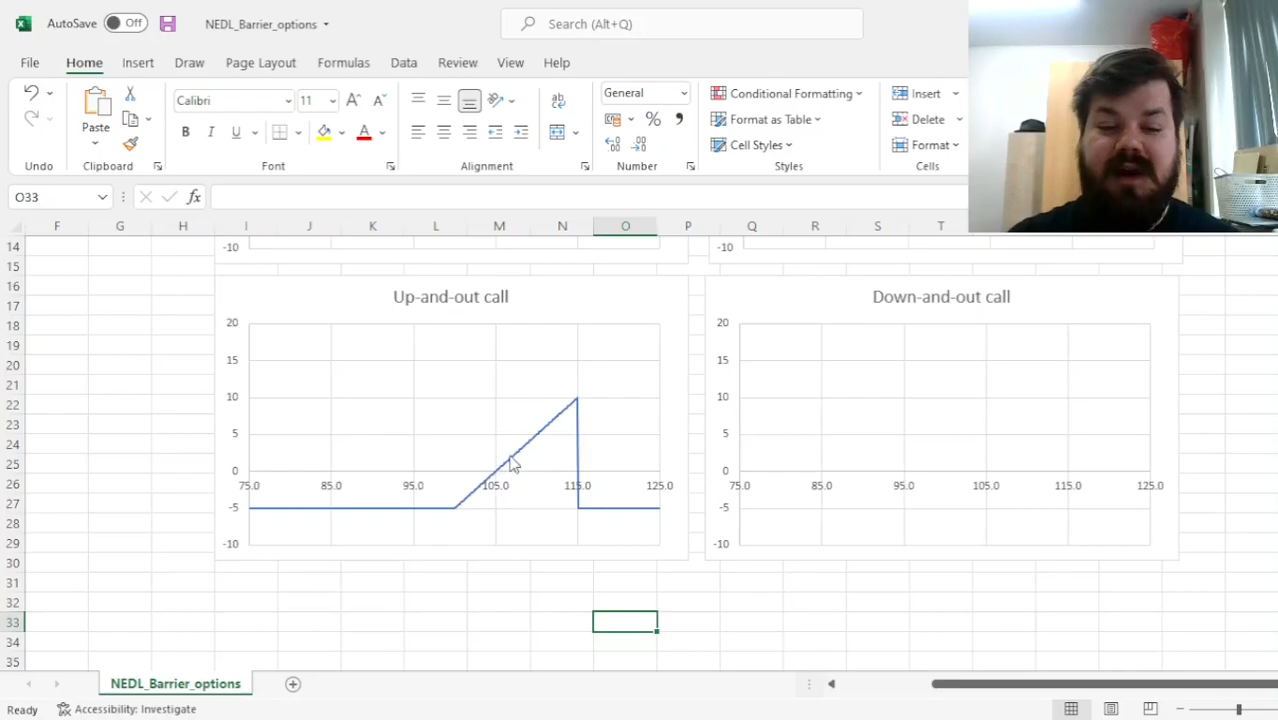 AutoSave Off NEDL_Barrier_options Search (Alt+Q)
File Home Insert Draw Page Layout Formulas Data Review View Help
Calibri 11 General Conditional Formatting Insert
Paste B I U Format as Table Delete
Cell Styles Format
Undo Clipboard Font Alignment Number Styles Cells
O33 fx
F G H I J K L M N O P Q R S T
14 -10 -10
15
16 Up-and-out call Down-and-out call
17 20 20
18
19 15 15
20
21 10 10
22
23 5 5
24
25 0 0
26 75.0 85.0 95.0 105.0 115.0 125.0 75.0 85.0 95.0 105.0 115.0 125.0
27 -5 -5
28
29 -10 -10
30
31
32
33
34
35
NEDL_Barrier_options
Ready Accessibility: Investigate